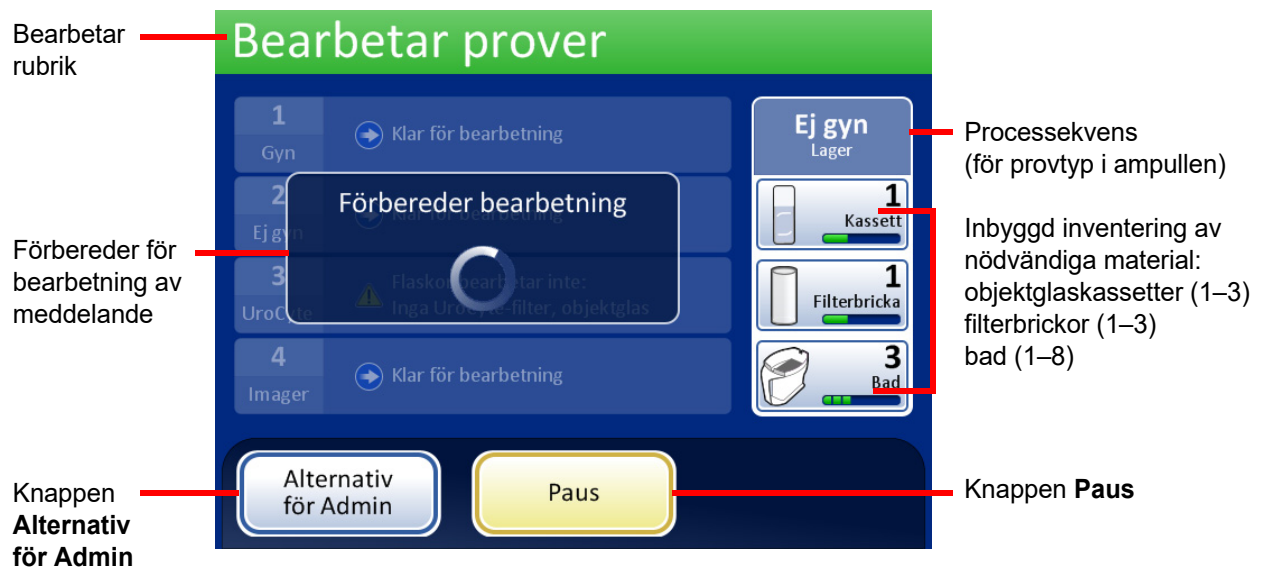 Bearbetar
rubrik
Bearbetar prover
1
Gyn
Klar för bearbetning
2
Ej gyn
Klar för bearbetning
Förbereder bearbetning
3
UroCyte
Flaskor bearbetar inte:
Inga UroCyte-filter, objektglas
4
Imager
Klar för bearbetning
Ej gyn
Lager
1
Kassett
1
Filterbricka
3
Bad
Processekvens
(för provtyp i ampullen)
Inbyggd inventering av
nödvändiga material:
objektglaskassetter (1–3)
filterbrickor (1–3)
bad (1–8)
Förbereder för
bearbetning av
meddelande
Alternativ
för Admin
Paus
Knappen
Alternativ
för Admin
Knappen Paus